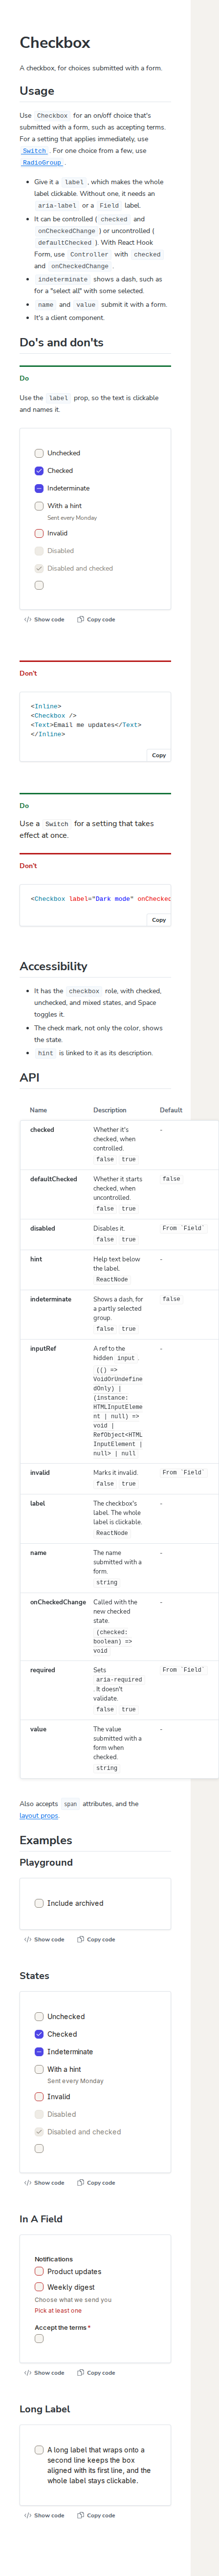 Checkbox
A checkbox, for choices submitted with a form.
Usage
Use Checkbox for an on/off choice that's
submitted with a form, such as accepting terms.
For a setting that applies immediately, use
Switch. For one choice from a few, use
RadioGroup.
Give it a label, which makes the whole
label clickable. Without one, it needs an
aria-label or a Field label.
It can be controlled (checked and
onCheckedChange) or uncontrolled (
defaultChecked). With React Hook
Form, use Controller with checked
and onCheckedChange.
indeterminate shows a dash, such as
for a "select all" with some selected.
name and value submit it with a form.
It's a client component.
Do's and don'ts
Do
Use the label prop, so the text is clickable
and names it.
Unchecked
Checked
Indeterminate
With a hint
Sent every Monday
Invalid
Disabled
Disabled and checked
Show code Copy code
Don't
<Inline>
<Checkbox />
<Text>Email me updates</Text>
</Inline>
Copy
Do
Use a Switch for a setting that takes
effect at once.
Don't
<Checkbox label="Dark mode" onChecked
Copy
Accessibility
It has the checkbox role, with checked,
unchecked, and mixed states, and Space
toggles it.
The check mark, not only the color, shows
the state.
hint is linked to it as its description.
API
Name Description Default
checked Whether it's -
checked, when
controlled.
false true
defaultChecked Whether it starts false
checked, when
uncontrolled.
false true
disabled Disables it. From `Field`
false true
hint Help text below -
the label.
ReactNode
indeterminate Shows a dash, for false
a partly selected
group.
false true
inputRef A ref to the -
hidden input.
(() =>
VoidOrUndefine
dOnly) |
(instance:
HTMLInputEleme
nt | null) =>
void |
RefObject<HTML
InputElement |
null> | null
invalid Marks it invalid. From `Field`
false true
label The checkbox's -
label. The whole
label is clickable.
ReactNode
name The name -
submitted with a
form.
string
onCheckedChange Called with the -
new checked
state.
(checked:
boolean) =>
void
required Sets From `Field`
aria-required
. It doesn't
validate.
false true
value The value -
submitted with a
form when
checked.
string
Also accepts span attributes, and the
layout props.
Examples
Playground
Include archived
Show code Copy code
States
Unchecked
Checked
Indeterminate
With a hint
Sent every Monday
Invalid
Disabled
Disabled and checked
Show code Copy code
In A Field
Notifications
Product updates
Weekly digest
Choose what we send you
Pick at least one
Accept the terms*
Show code Copy code
Long Label
A long label that wraps onto a
second line keeps the box
aligned with its first line, and the
whole label stays clickable.
Show code Copy code